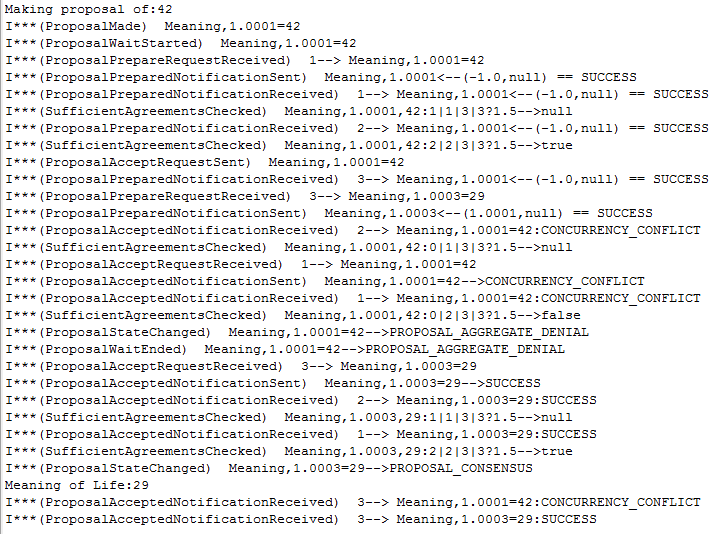 Making proposal of:42
I***(ProposalMade)  Meaning,1.0001=42
I***(ProposalWaitStarted)  Meaning,1.0001=42
I***(ProposalPrepareRequestReceived)  1--> Meaning,1.0001=42
I***(ProposalPreparedNotificationSent)  Meaning,1.0001<--(-1.0,null) == SUCCESS
I***(ProposalPreparedNotificationReceived)  1--> Meaning,1.0001<--(-1.0,null) == SUCCESS
I***(SufficientAgreementsChecked)  Meaning,1.0001,42:1|1|3|3?1.5-->null
I***(ProposalPreparedNotificationReceived)  2--> Meaning,1.0001<--(-1.0,null) == SUCCESS
I***(SufficientAgreementsChecked)  Meaning,1.0001,42:2|2|3|3?1.5-->true
I***(ProposalAcceptRequestSent)  Meaning,1.0001=42
I***(ProposalPreparedNotificationReceived)  3--> Meaning,1.0001<--(-1.0,null) == SUCCESS
I***(ProposalPrepareRequestReceived)  3--> Meaning,1.0003=29
I***(ProposalPreparedNotificationSent)  Meaning,1.0003<--(1.0001,null) == SUCCESS
I***(ProposalAcceptedNotificationReceived)  2--> Meaning,1.0001=42:CONCURRENCY_CONFLICT
I***(SufficientAgreementsChecked)  Meaning,1.0001,42:0|1|3|3?1.5-->null
I***(ProposalAcceptRequestReceived)  1--> Meaning,1.0001=42
I***(ProposalAcceptedNotificationSent)  Meaning,1.0001=42-->CONCURRENCY_CONFLICT
I***(ProposalAcceptedNotificationReceived)  1--> Meaning,1.0001=42:CONCURRENCY_CONFLICT
I***(SufficientAgreementsChecked)  Meaning,1.0001,42:0|2|3|3?1.5-->false
I***(ProposalStateChanged)  Meaning,1.0001=42-->PROPOSAL_AGGREGATE_DENIAL
I***(ProposalWaitEnded)  Meaning,1.0001=42-->PROPOSAL_AGGREGATE_DENIAL
I***(ProposalAcceptRequestReceived)  3--> Meaning,1.0003=29
I***(ProposalAcceptedNotificationSent)  Meaning,1.0003=29-->SUCCESS
I***(ProposalAcceptedNotificationReceived)  2--> Meaning,1.0003=29:SUCCESS
I***(SufficientAgreementsChecked)  Meaning,1.0003,29:1|1|3|3?1.5-->null
I***(ProposalAcceptedNotificationReceived)  1--> Meaning,1.0003=29:SUCCESS
I***(SufficientAgreementsChecked)  Meaning,1.0003,29:2|2|3|3?1.5-->true
I***(ProposalStateChanged)  Meaning,1.0003=29-->PROPOSAL_CONSENSUS
Meaning of Life:29
I***(ProposalAcceptedNotificationReceived)  3--> Meaning,1.0001=42:CONCURRENCY_CONFLICT
I***(ProposalAcceptedNotificationReceived)  3--> Meaning,1.0003=29:SUCCESS